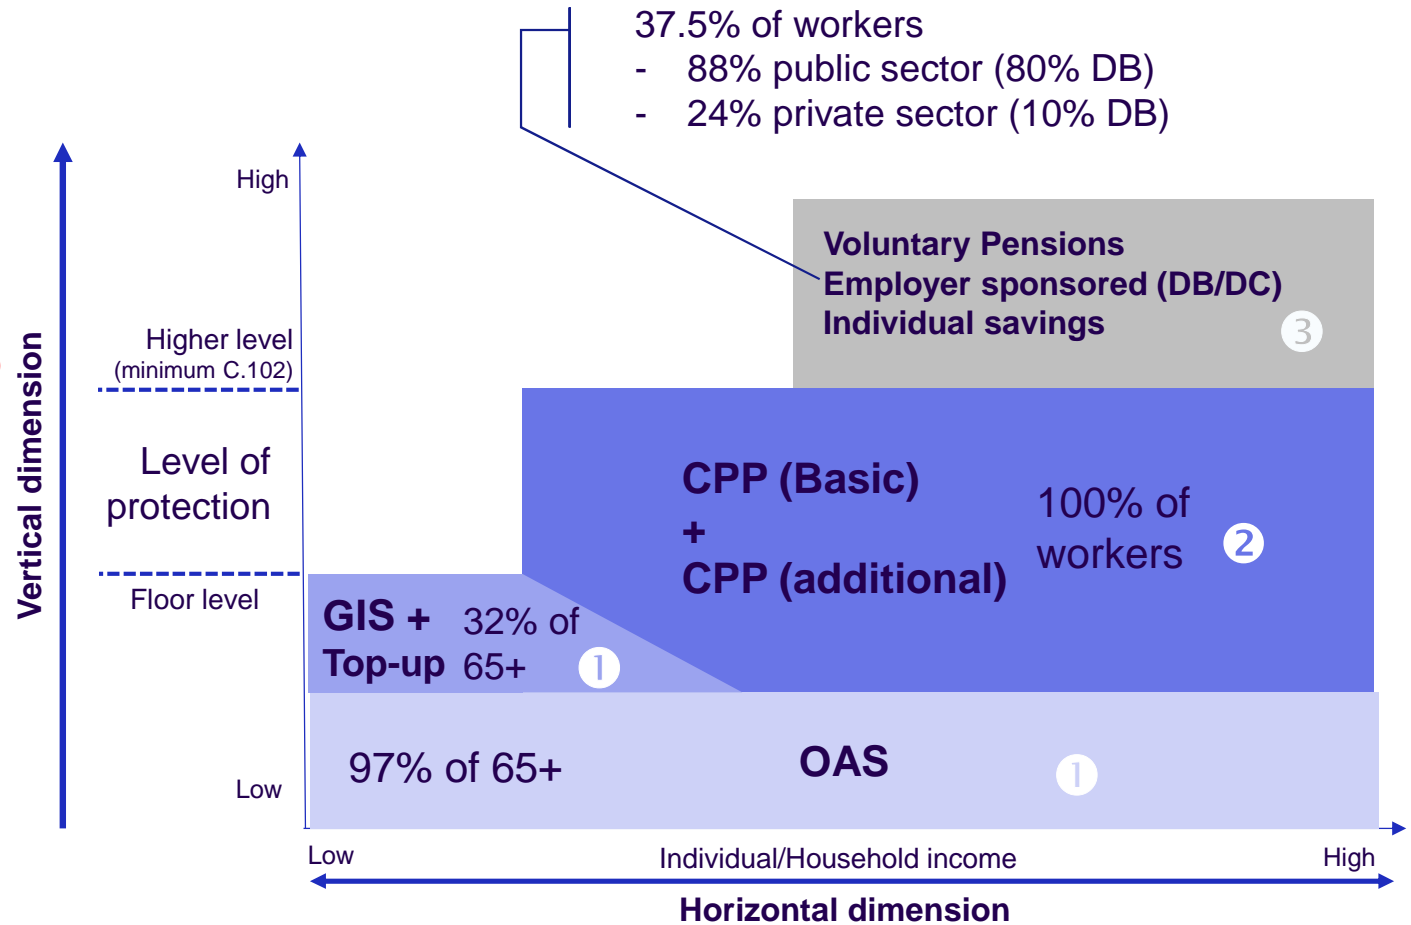 37.5% of workers
- 88% public sector (80% DB)
- 24% private sector (10% DB)
High
Voluntary Pensions
Employer sponsored (DB/DC)
Individual savings
3
Higher level
(minimum C.102)
Vertical dimension
Level of
protection
CPP (Basic)
+
CPP (additional)
100% of
workers
2
Floor level
GIS +
Top-up
32% of
65+
1
97% of 65+
OAS
1
Low
Low
Individual/Household income
High
Horizontal dimension